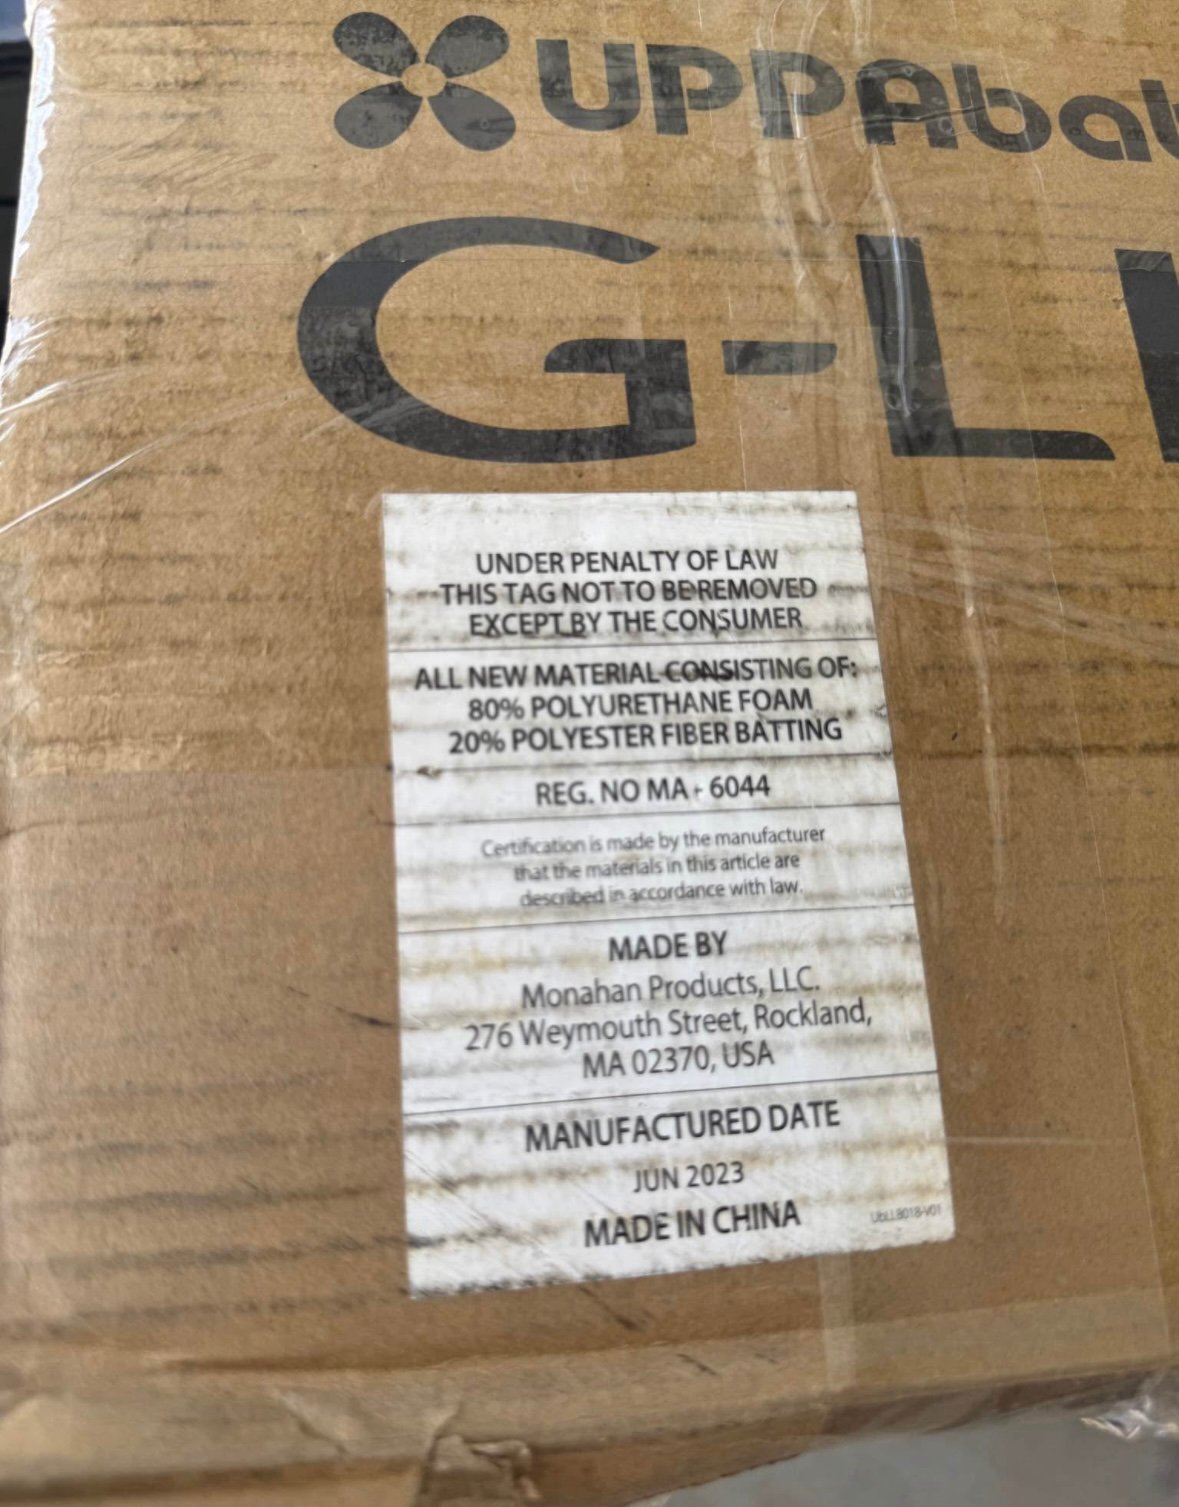 UPPAba
G-L
UNDER PENALTY OF LAW
THIS TAG NOT TO BE REMOVED
EXCEPT BY THE CONSUMER
ALL NEW MATERIAL CONSISTING OF:
80% POLYURETHANE FOAM
20% POLYESTER FIBER BATTING
REG. NO MA - 6044
Certification is made by the manufacturer
that the materials in this article are
described in accordance with law.
MADE BY
Monahan Products, LLC.
276 Weymouth Street, Rockland,
MA 02370, USA
MANUFACTURED DATE
JUN 2023
MADE IN CHINA